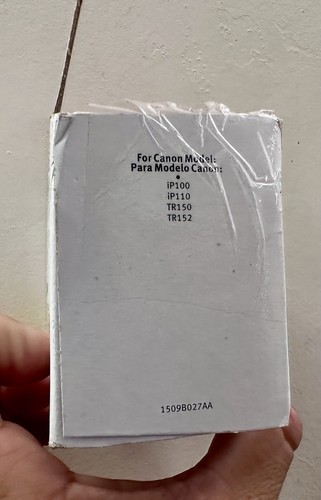 For Canon Model:
Para Modelo Canon:
•
iP100
iP110
TR150
TR152
1509B027AA